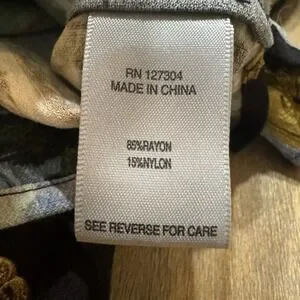 RN 127304
MADE IN CHINA
85%RAYON
15%NYLON
SEE REVERSE FOR CARE